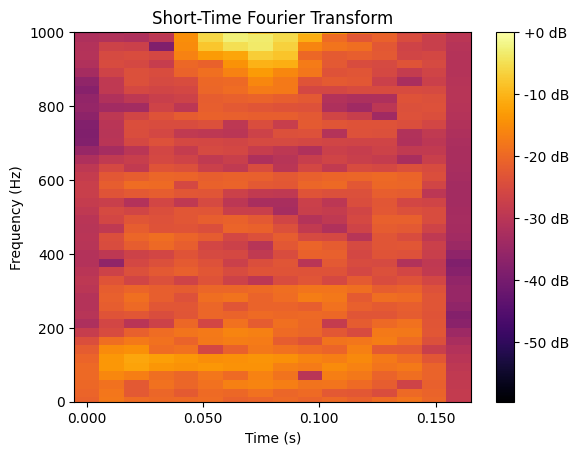 Short-Time Fourier Transform
1000
800
600
400
200
0
Frequency (Hz)
0.000
0.050
0.100
0.150
Time (s)
+0 dB
-10 dB
-20 dB
-30 dB
-40 dB
-50 dB